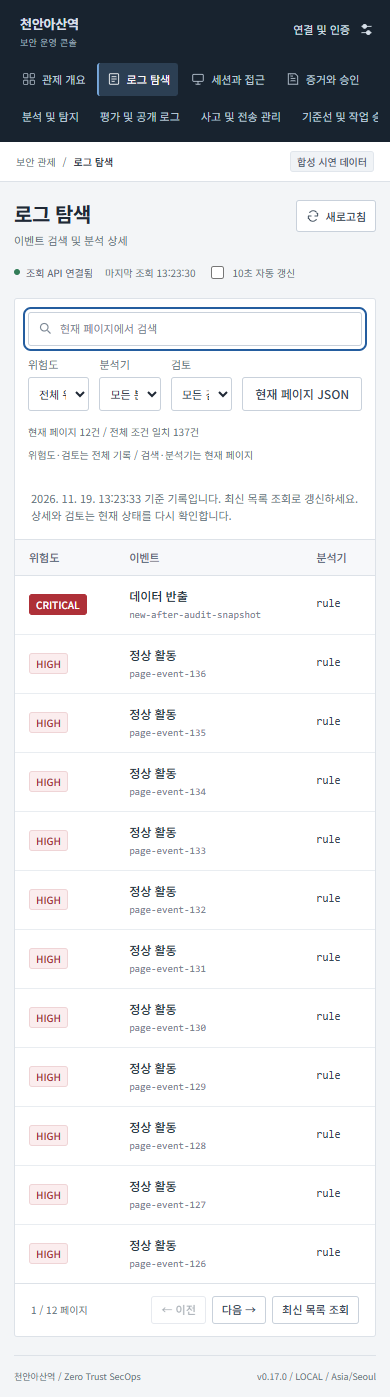 천안아산역
보안 운영 콘솔
연결 및 인증
관제 개요
로그 탐색
세션과 접근
증거와 승인
분석 및 탐지
평가 및 공개 로그
사고 및 전송 관리
기준선 및 작업
보안 관제 / 로그 탐색
합성 시연 데이터
로그 탐색
이벤트 검색 및 분석 상세
새로고침
조회 API 연결됨
마지막 조회 13:23:30
10초 자동 갱신
현재 페이지에서 검색
위험도
분석기
검토
전체
모든
모든
현재 페이지 JSON
현재 페이지 12건 / 전체 조건 일치 137건
위험도·검토는 전체 기록 / 검색·분석기는 현재 페이지
2026. 11. 19. 13:23:33 기준 기록입니다. 최신 목록 조회로 갱신하세요.
상세와 검토는 현재 상태를 다시 확인합니다.
위험도 이벤트 분석기
CRITICAL 데이터 반출 rule
new-after-audit-snapshot
HIGH 정상 활동 rule
page-event-136
HIGH 정상 활동 rule
page-event-135
HIGH 정상 활동 rule
page-event-134
HIGH 정상 활동 rule
page-event-133
HIGH 정상 활동 rule
page-event-132
HIGH 정상 활동 rule
page-event-131
HIGH 정상 활동 rule
page-event-130
HIGH 정상 활동 rule
page-event-129
HIGH 정상 활동 rule
page-event-128
HIGH 정상 활동 rule
page-event-127
HIGH 정상 활동 rule
page-event-126
1 / 12 페이지
← 이전
다음 →
최신 목록 조회
천안아산역 / Zero Trust SecOps
v0.17.0 / LOCAL / Asia/Seoul